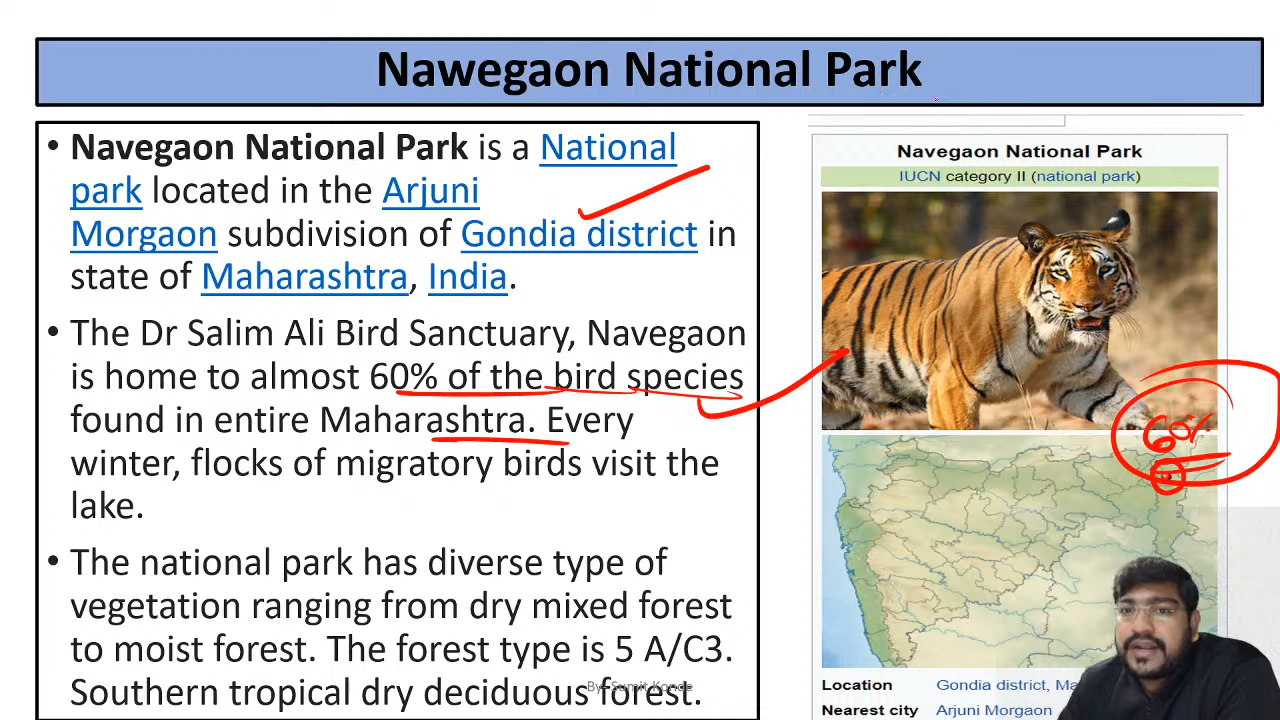 Nawegaon National Park
• Navegaon National Park is a National
park located in the Arjuni
Morgaon subdivision of Gondia district in
state of Maharashtra, India.
• The Dr Salim Ali Bird Sanctuary, Navegaon
is home to almost 60% of the bird species
found in entire Maharashtra. Every
winter, flocks of migratory birds visit the
lake.
• The national park has diverse type of
vegetation ranging from dry mixed forest
to moist forest. The forest type is 5 A/C3.
Southern tropical dry deciduous forest.
By- Sumit Konde
Navegaon National Park
IUCN category II (national park)
60%
Location Gondia district,
Nearest city Arjuni Morgaon